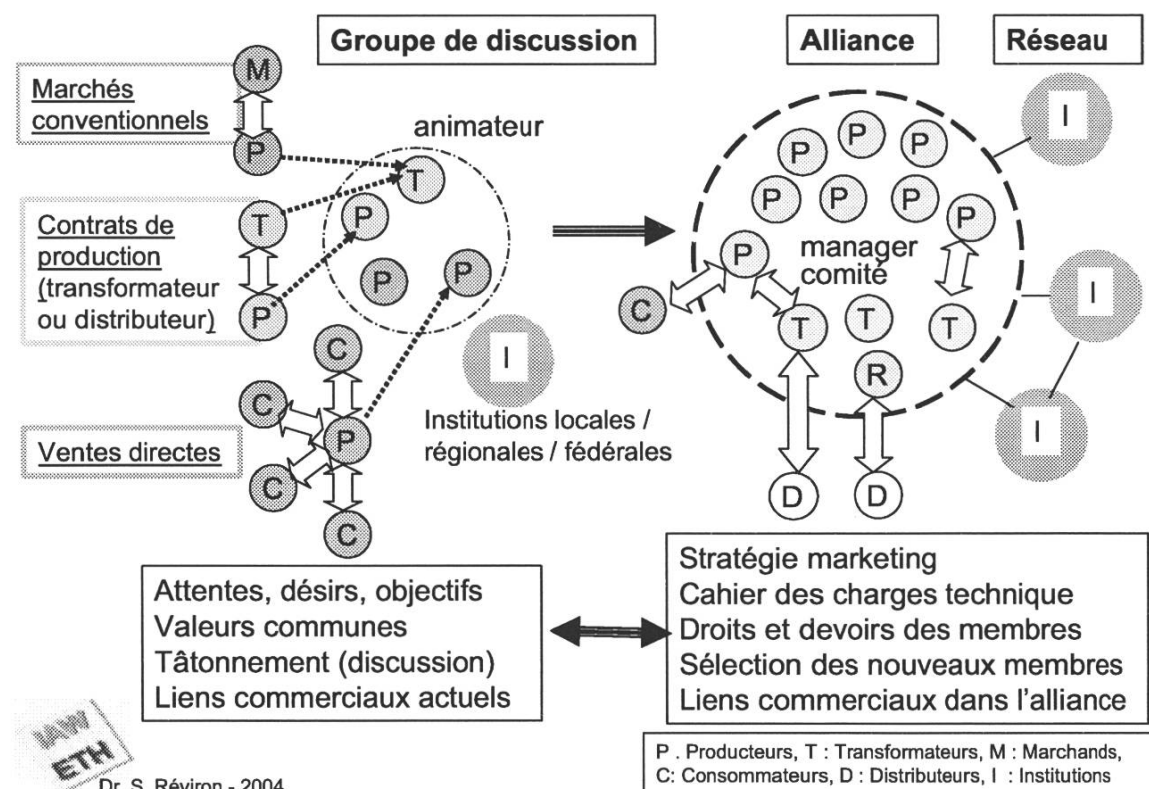 Groupe de discussion
Alliance
Réseau
Marchés
conventionnels
M
P
animateur
T
P
P
P
Contrats de
production
(transformateur
ou distributeur)
T
P
Ventes directes
C
C
P
C
C
I
Institutions locales /
régionales / fédérales
P
P
P
P
P
P
P
P
P
manager
comité
C
T
T
T
R
D
D
I
I
I
Attentes, désirs, objectifs
Valeurs communes
Tâtonnement (discussion)
Liens commerciaux actuels
Stratégie marketing
Cahier des charges technique
Droits et devoirs des membres
Sélection des nouveaux membres
Liens commerciaux dans l'alliance
IAW
ETH
Dr. S. Réviron - 2004
P . Producteurs, T : Transformateurs, M : Marchands,
C: Consommateurs, D : Distributeurs, I : Institutions